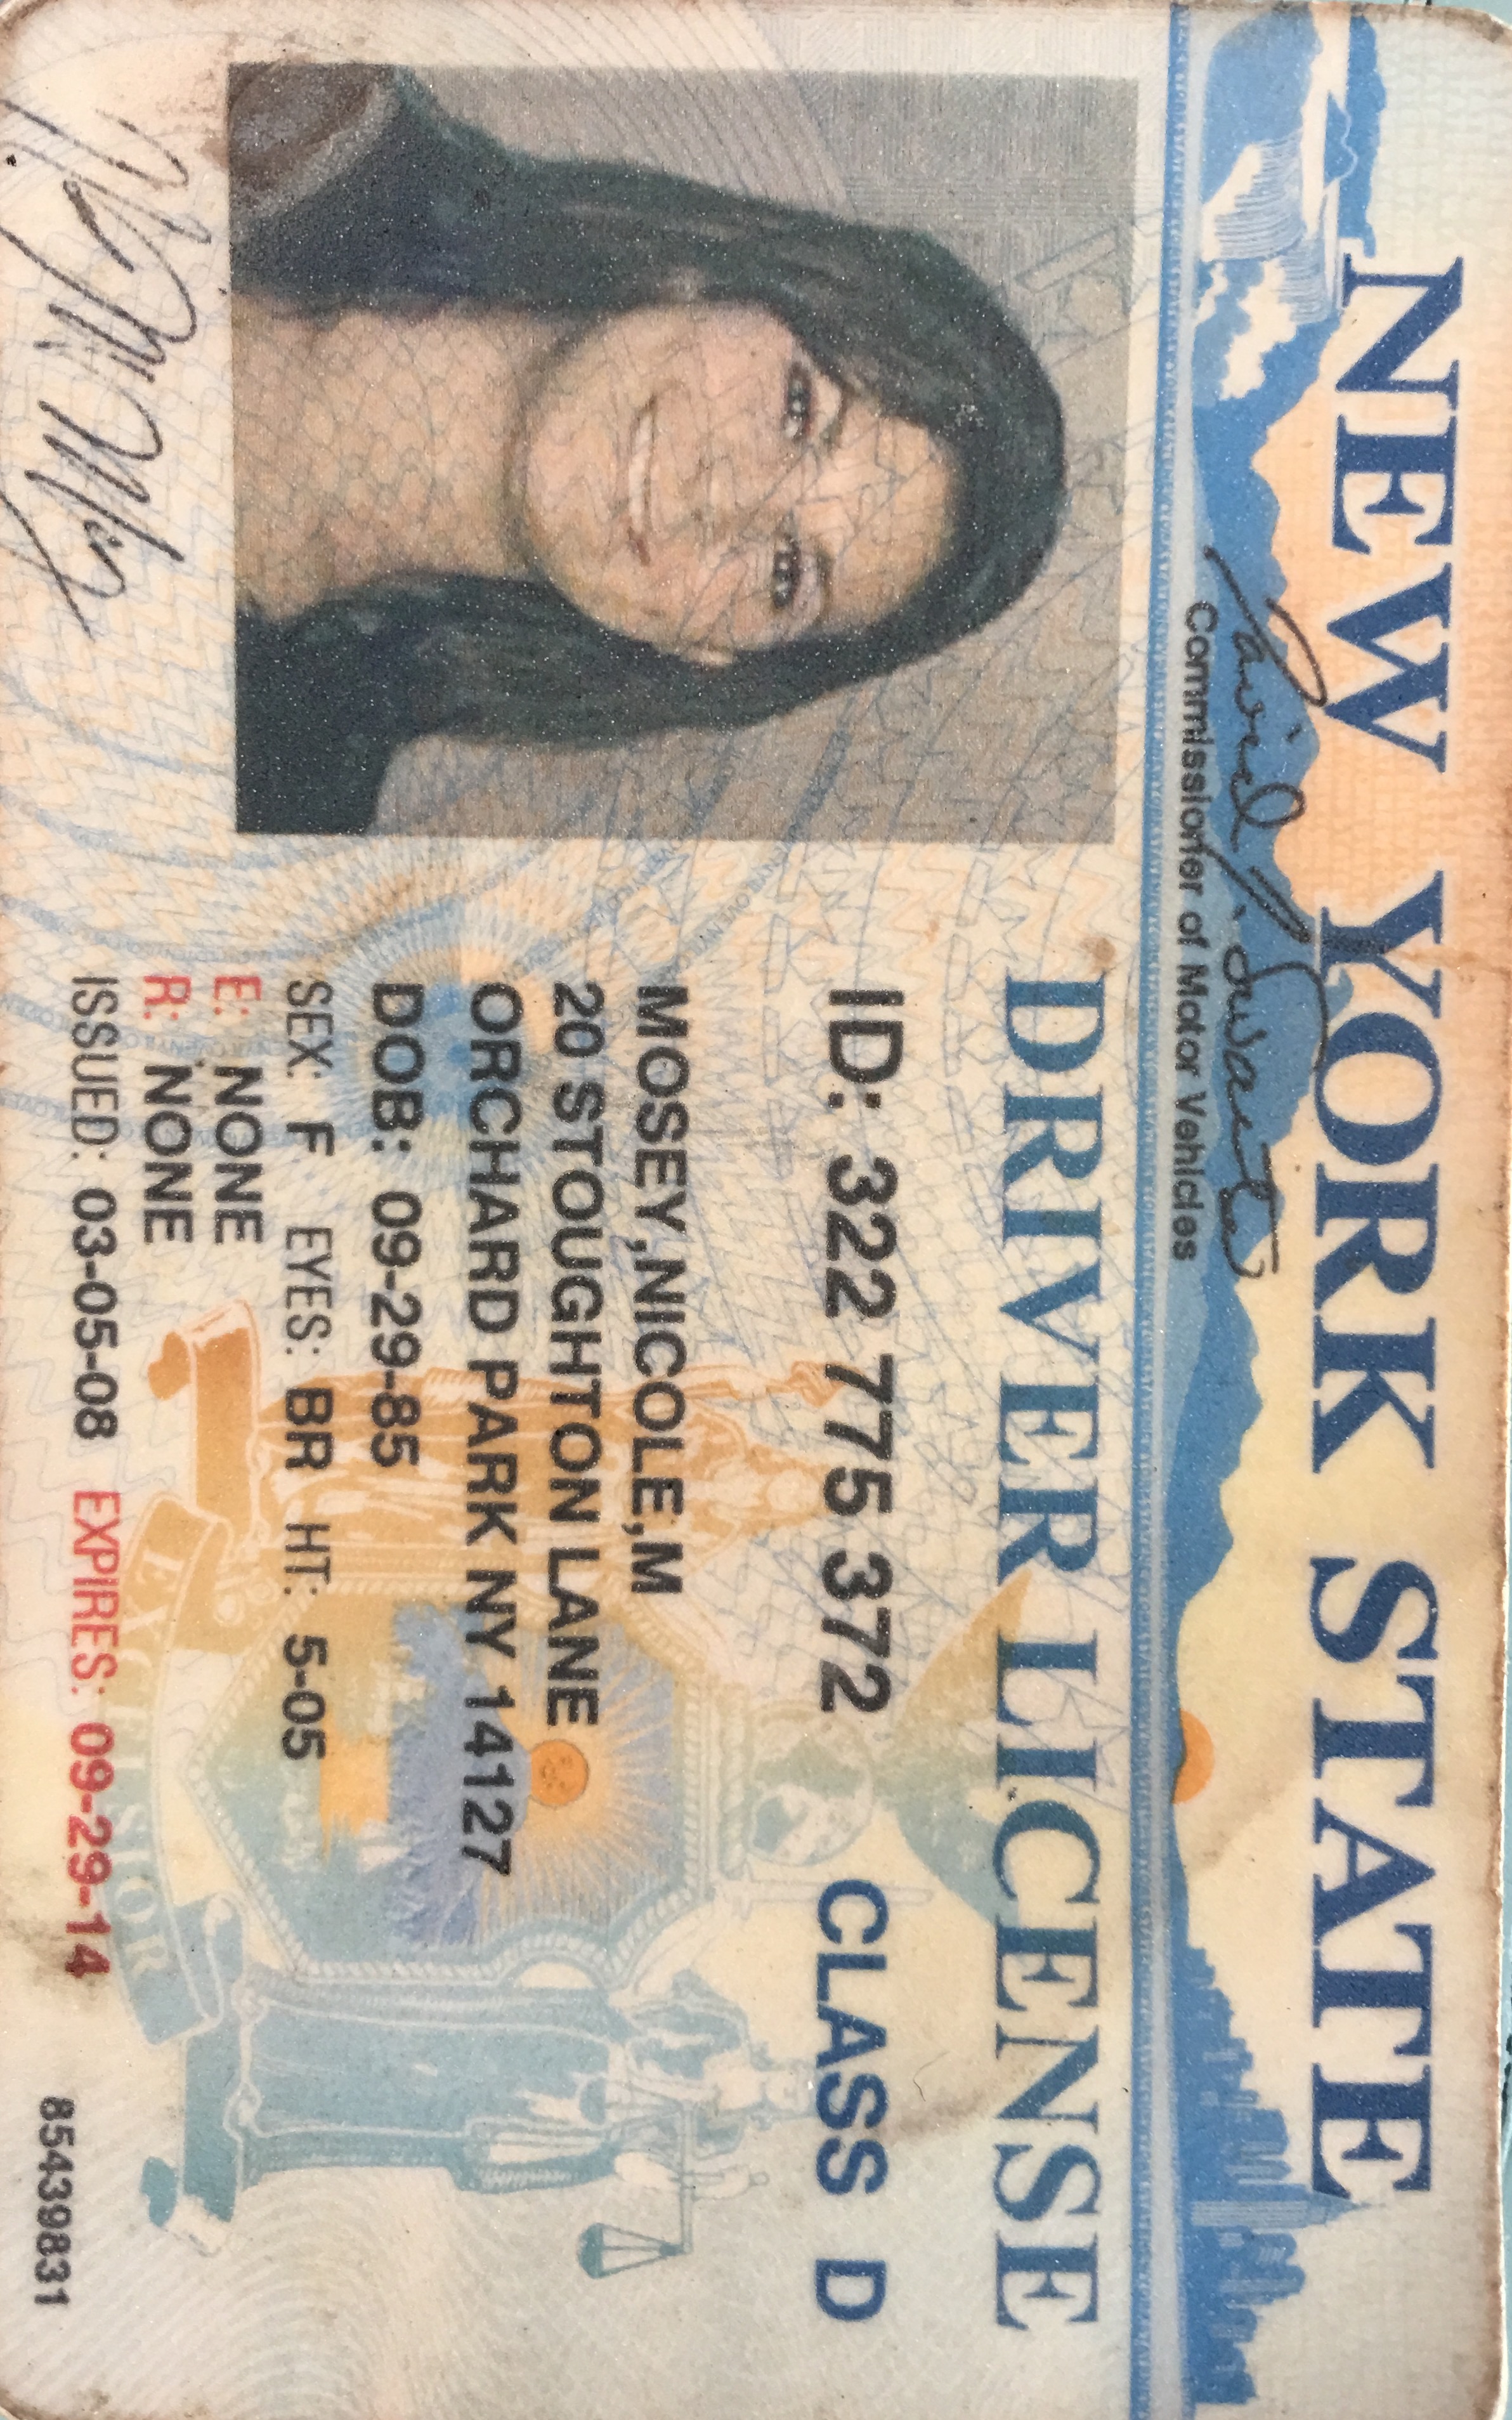 NEW YORK STATE
David J. Swarts
Commissioner of Motor Vehicles
DRIVER LICENSE
ID: 322 775 372 CLASS D
MOSEY,NICOLE,M
20 STOUGHTON LANE
ORCHARD PARK NY 14127
DOB: 09-29-85
SEX: F EYES: BR HT: 5-05
E: NONE
R: NONE
ISSUED: 03-05-08 EXPIRES: 09-29-14
EXCELSIOR
85439831